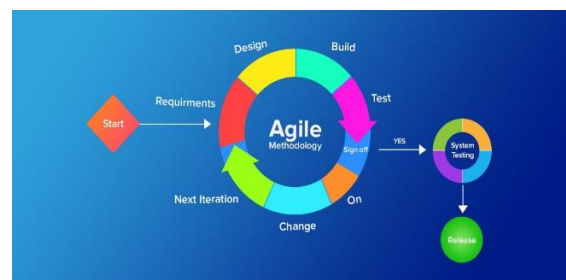 Design
Build
Requirments
Test
Start
Agile
Methodology
Sign off
YES
System
Testing
Next Iteration
On
Change
Release